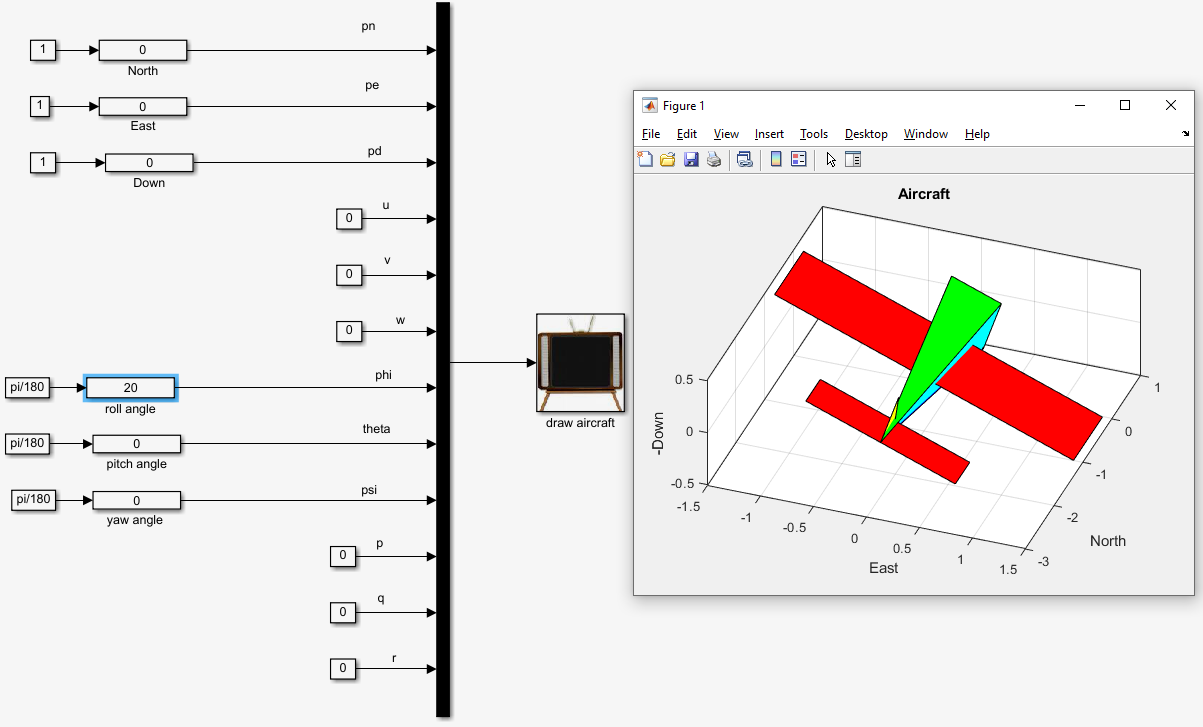 pn
1
0
North
pe
1
0
East
pd
1
0
Down
u
0
v
0
w
0
phi
pi/180
20
roll angle
theta
pi/180
0
pitch angle
psi
pi/180
0
yaw angle
p
0
q
0
r
0
draw aircraft
Figure 1
File Edit View Insert Tools Desktop Window Help
Aircraft
0.5
0
-0.5
-Down
-1.5
-1
-0.5
0
0.5
1
1.5
East
1
0
-1
-2
-3
North